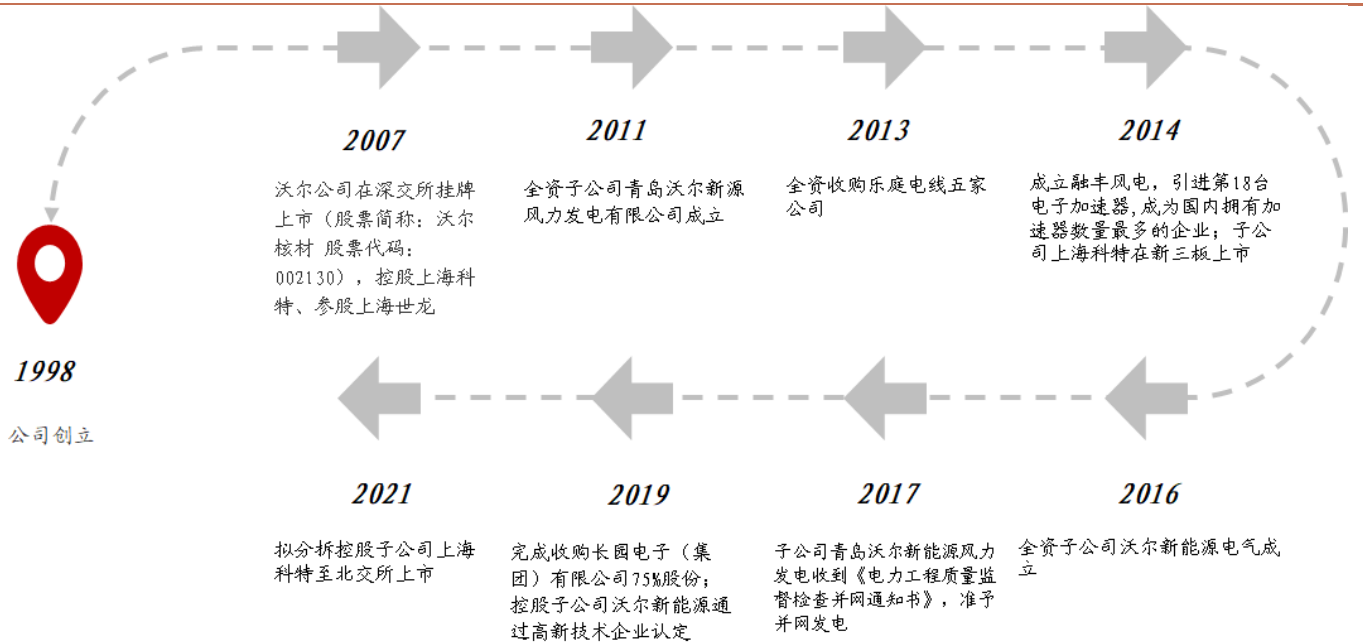 2007
沃尔公司在深交所挂牌
上市（股票简称：沃尔
核材 股票代码：
002130），控股上海科
特、参股上海世龙
2011
全资子公司青岛沃尔新源
风力发电有限公司成立
2013
全资收购乐庭电线五家
公司
2014
成立融丰风电，引进第18台
电子加速器,成为国内拥有加
速器数量最多的企业；子公
司上海科特在新三板上市
1998
公司创立
2021
拟分拆控股子公司上海
科特至北交所上市
2019
完成收购长园电子（集
团）有限公司75%股份；
控股子公司沃尔新能源通
过高新技术企业认定
2017
子公司青岛沃尔新能源风力
发电收到《电力工程质量监
督检查并网通知书》，准予
并网发电
2016
全资子公司沃尔新能源电气成
立